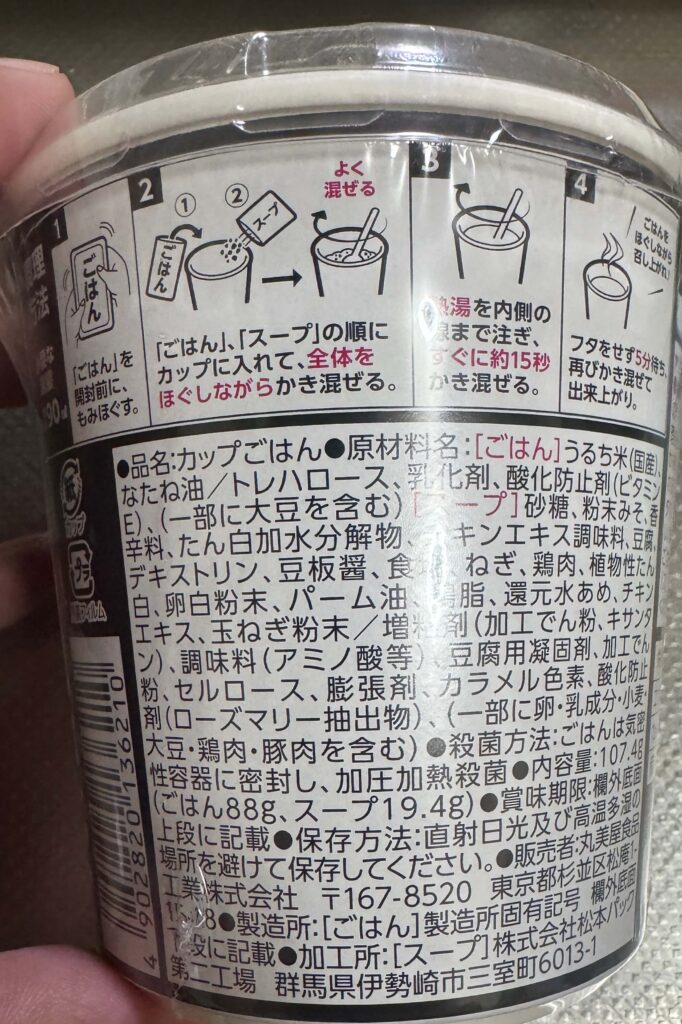 1
ごはん
「ごはん」を
開封前に、
もみほぐす。
2
① ②
ごはん
スープ
よく
混ぜる
「ごはん」、「スープ」の順に
カップに入れて、全体を
ほぐしながらかき混ぜる。
3
熱湯を内側の
線まで注ぎ、
すぐに約15秒
かき混ぜる。
4
ごはんを
ほぐしながら
召し上がれ!
フタをせず5分待ち、
再びかき混ぜて
出来上がり。
●品名:カップごはん●原材料名:[ごはん]うるち米(国産)、
なたね油/トレハロース、乳化剤、酸化防止剤(ビタミン
E)、(一部に大豆を含む)[スープ]砂糖、粉末みそ、香
辛料、たん白加水分解物、チキンエキス調味料、豆腐、
デキストリン、豆板醤、食塩、ねぎ、鶏肉、植物性たん
白、卵白粉末、パーム油、鶏脂、還元水あめ、チキン
エキス、玉ねぎ粉末/増粘剤(加工でん粉、キサンタ
ン)、調味料(アミノ酸等)、豆腐用凝固剤、加工でん
粉、セルロース、膨張剤、カラメル色素、酸化防止
剤(ローズマリー抽出物)、(一部に卵・乳成分・小麦・
大豆・鶏肉・豚肉を含む)●殺菌方法:ごはんは気密
性容器に密封し、加圧加熱殺菌●内容量:107.4g
(ごはん88g、スープ19.4g)●賞味期限:欄外底面
上段に記載●保存方法:直射日光及び高温多湿の
場所を避けて保存してください。●販売者:丸美屋食品
工業株式会社 〒167-8520 東京都杉並区松庵1-
●製造所:[ごはん]製造所固有記号 欄外底面
下段に記載●加工所:[スープ]株式会社松本パック
第二工場 群馬県伊勢崎市三室町6013-1
4 902820 136210